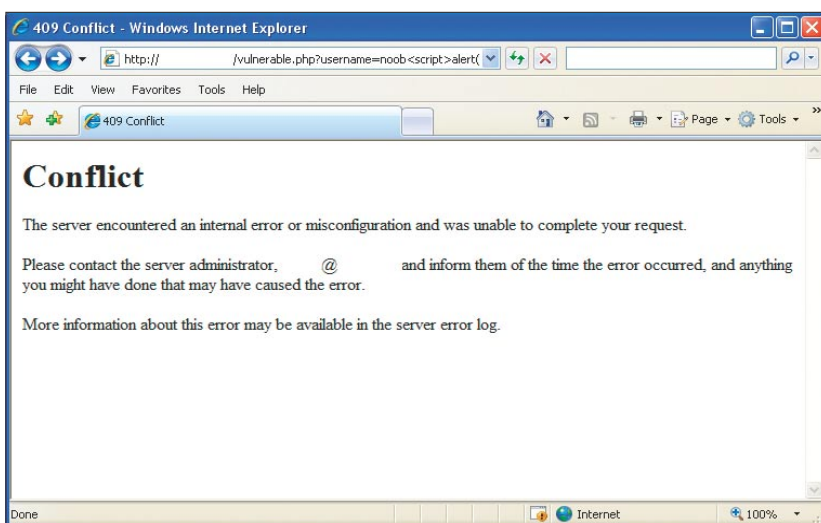 409 Conflict - Windows Internet Explorer
http:// /vulnerable.php?username=noob<script>alert(
File Edit View Favorites Tools Help
409 Conflict Page Tools »
Conflict
The server encountered an internal error or misconfiguration and was unable to complete your request.
Please contact the server administrator, @ and inform them of the time the error occurred, and anything
you might have done that may have caused the error.
More information about this error may be available in the server error log.
Done Internet 100%